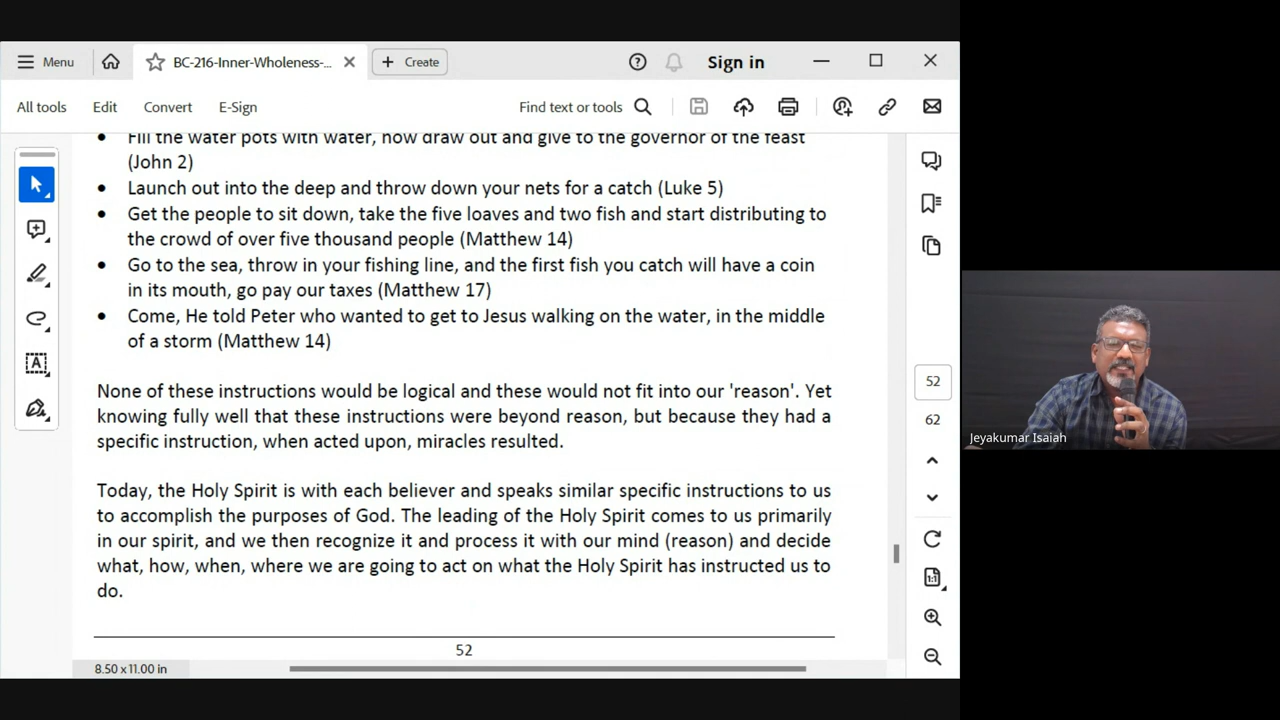 Menu
BC-216-Inner-Wholeness-...
Create
Sign in
All tools
Edit
Convert
E-Sign
Find text or tools
• Fill the water pots with water, now draw out and give to the governor of the feast
(John 2)
• Launch out into the deep and throw down your nets for a catch (Luke 5)
• Get the people to sit down, take the five loaves and two fish and start distributing to
the crowd of over five thousand people (Matthew 14)
• Go to the sea, throw in your fishing line, and the first fish you catch will have a coin
in its mouth, go pay our taxes (Matthew 17)
• Come, He told Peter who wanted to get to Jesus walking on the water, in the middle
of a storm (Matthew 14)
None of these instructions would be logical and these would not fit into our 'reason'. Yet
knowing fully well that these instructions were beyond reason, but because they had a
specific instruction, when acted upon, miracles resulted.
Today, the Holy Spirit is with each believer and speaks similar specific instructions to us
to accomplish the purposes of God. The leading of the Holy Spirit comes to us primarily
in our spirit, and we then recognize it and process it with our mind (reason) and decide
what, how, when, where we are going to act on what the Holy Spirit has instructed us to
do.
52
8.50 x 11.00 in
52
62
1:1
Jeyakumar Isaiah